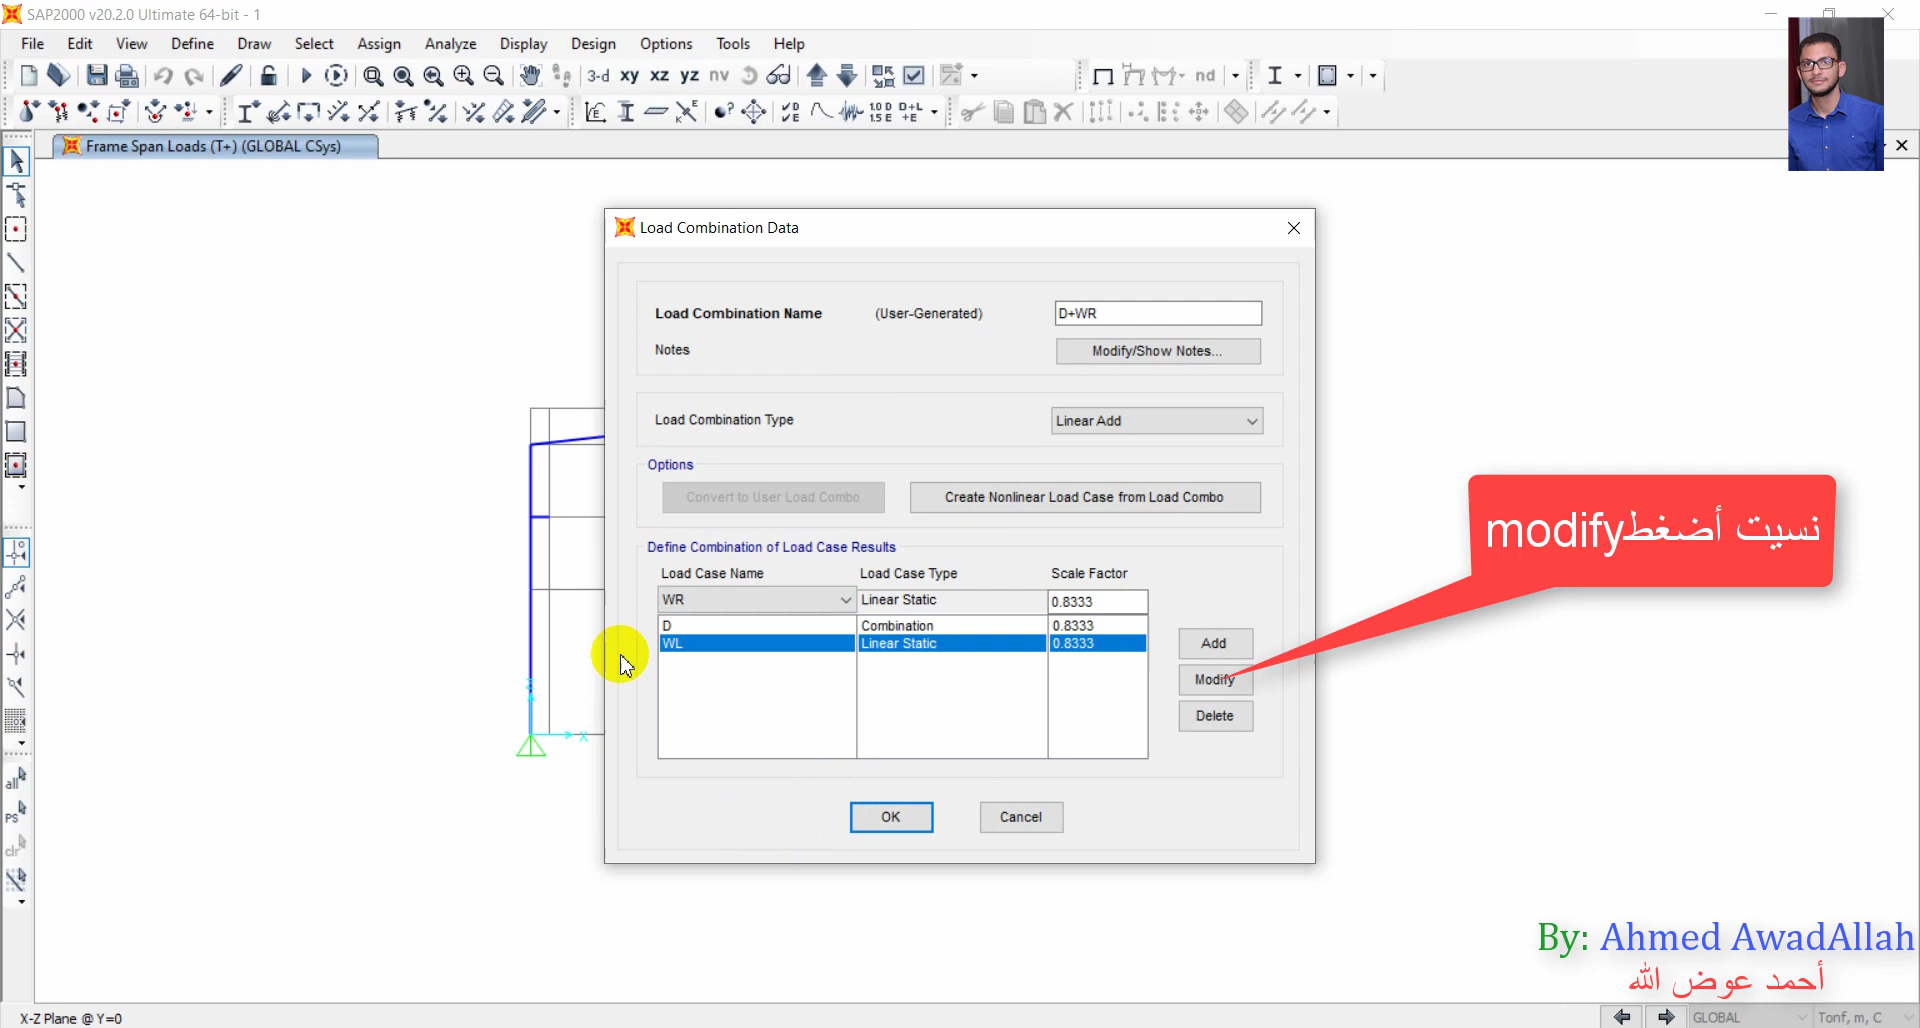 SAP2000 v20.2.0 Ultimate 64-bit - 1
File Edit View Define Draw Select Assign Analyze Display Design Options Tools Help
3-d xy xz yz nv nd
Frame Span Loads (T+) (GLOBAL CSys)
Load Combination Data
Load Combination Name (User-Generated) D+WR
Notes Modify/Show Notes...
Load Combination Type Linear Add
Options
Convert to User Load Combo Create Nonlinear Load Case from Load Combo
Define Combination of Load Case Results
Load Case Name Load Case Type Scale Factor
WR Linear Static 0.8333
D Combination 0.8333
WL Linear Static 0.8333
Add
Modify
Delete
OK Cancel
نسيت أضغطmodify
X
all
PS
clr
By: Ahmed AwadAllah
أحمد عوض الله
X-Z Plane @ Y=0 GLOBAL Tonf, m, C